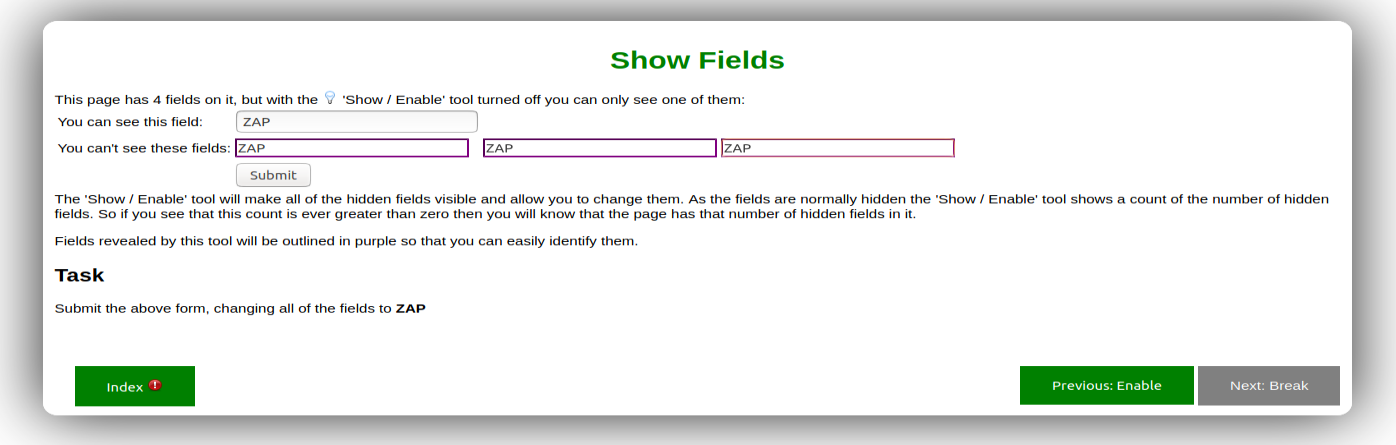 Show Fields
This page has 4 fields on it, but with the 'Show / Enable' tool turned off you can only see one of them:
You can see this field: ZAP
You can't see these fields: ZAP ZAP ZAP
Submit
The 'Show / Enable' tool will make all of the hidden fields visible and allow you to change them. As the fields are normally hidden the 'Show / Enable' tool shows a count of the number of hidden
fields. So if you see that this count is ever greater than zero then you will know that the page has that number of hidden fields in it.
Fields revealed by this tool will be outlined in purple so that you can easily identify them.
Task
Submit the above form, changing all of the fields to ZAP
Index Previous: Enable Next: Break